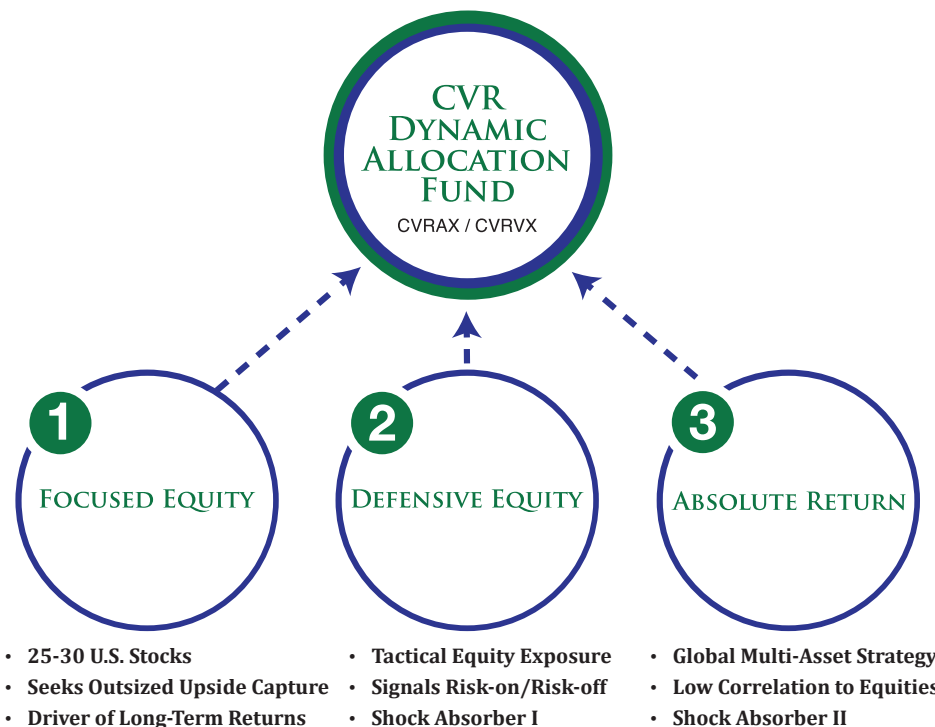 CVR
Dynamic
Allocation
Fund
CVRAX / CVRVX
1
Focused Equity
2
Defensive Equity
3
Absolute Return
• 25-30 U.S. Stocks
• Seeks Outsized Upside Capture
• Driver of Long-Term Returns
• Tactical Equity Exposure
• Signals Risk-on/Risk-off
• Shock Absorber I
• Global Multi-Asset Strategy
• Low Correlation to Equities
• Shock Absorber II